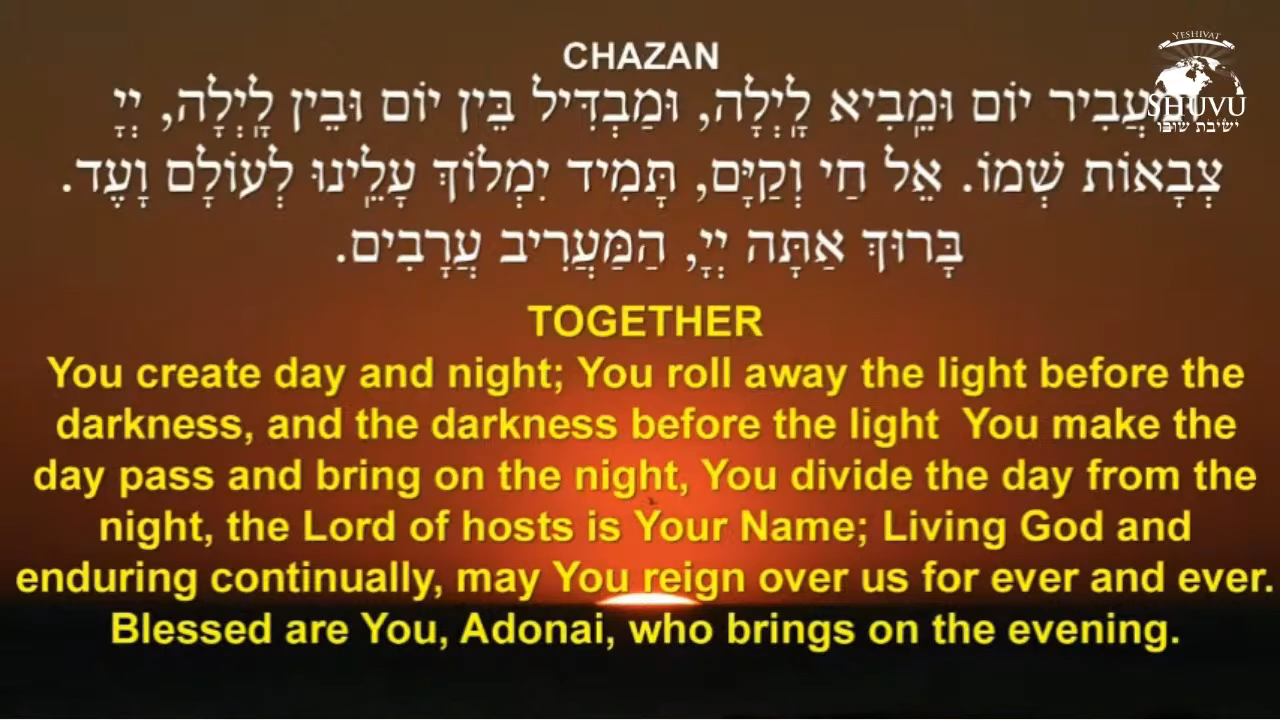 CHAZAN
YESHIVAT
SHUVU
ישיבת שובו
יוֹם וּמֵֽבִיא לָֽיְלָה, וּמַבְדִּיל בֵּין יוֹם וּבֵין לָֽיְלָה, יְיָ
צְבָאוֹת שְׁמוֹ. אֵל חַי וְקַיָּם, תָּמִיד יִמְלוֹךְ עָלֵֽינוּ לְעוֹלָם וָעֶד.
בָּרוּךְ אַתָּה יְיָ, הַמַּעֲרִיב עֲרָבִים.
TOGETHER
You create day and night; You roll away the light before the
darkness, and the darkness before the light You make the
day pass and bring on the night, You divide the day from the
night, the Lord of hosts is Your Name; Living God and
enduring continually, may You reign over us for ever and ever.
Blessed are You, Adonai, who brings on the evening.